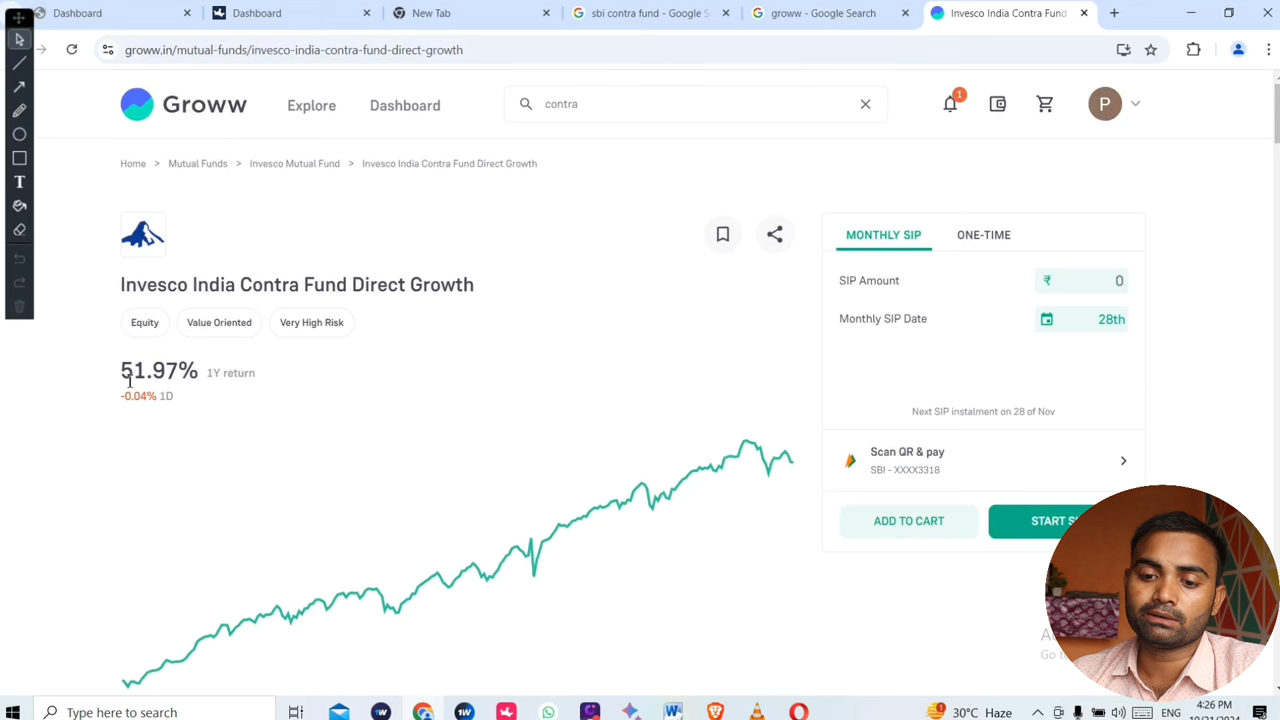 Dashboard
Dashboard
New Tab
sbi contra fund - Google
groww - Google Search
Invesco India Contra Fund
groww.in/mutual-funds/invesco-india-contra-fund-direct-growth
Groww
Explore
Dashboard
contra
1
P
Home > Mutual Funds > Invesco Mutual Fund > Invesco India Contra Fund Direct Growth
MONTHLY SIP
ONE-TIME
SIP Amount
₹ 0
Monthly SIP Date
28th
Invesco India Contra Fund Direct Growth
Equity
Value Oriented
Very High Risk
51.97% 1Y return
-0.04% 1D
Next SIP instalment on 28 of Nov
Scan QR & pay
SBI - XXXX3318
ADD TO CART
START
T
Go to
Type here to search
30°C Haze
ENG
4:26 PM